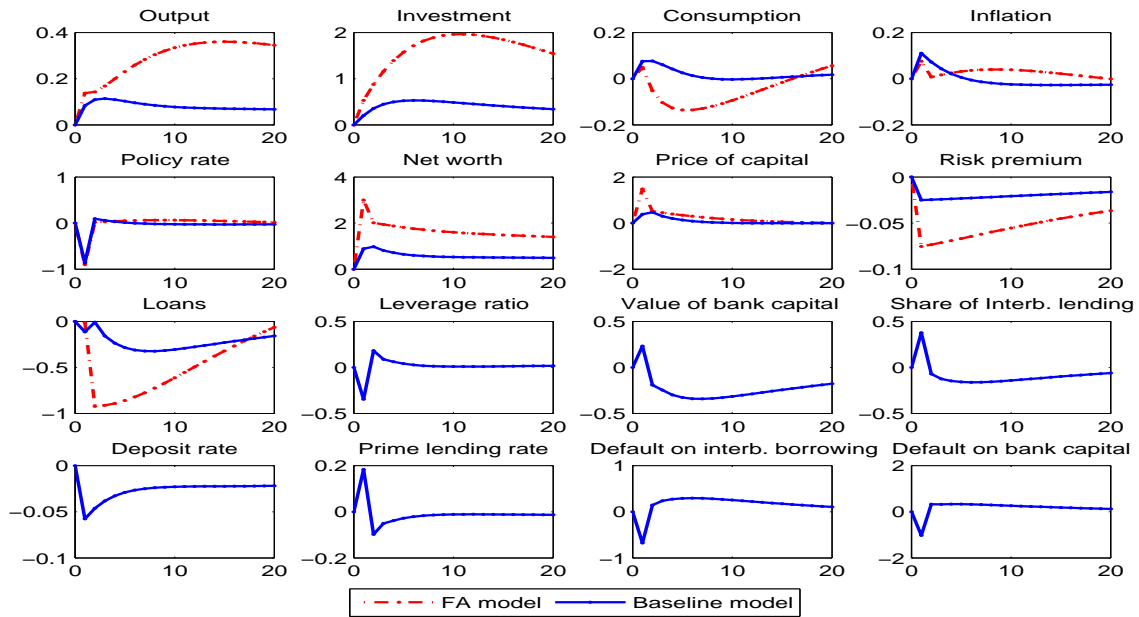 Output Investment Consumption Inflation
0.4 2 0.2 0.2
0.2 1 0 0
0 0 −0.2 −0.2
0 10 20 0 10 20 0 10 20 0 10 20
Policy rate Net worth Price of capital Risk premium
1 4 2 0
0 2 0 −0.05
−1 0 −2 −0.1
0 10 20 0 10 20 0 10 20 0 10 20
Loans Leverage ratio Value of bank capital Share of Interb. lending
0 0.5 0.5 0.5
−0.5 0 0 0
−1 −0.5 −0.5 −0.5
0 10 20 0 10 20 0 10 20 0 10 20
Deposit rate Prime lending rate Default on interb. borrowing Default on bank capital
0 0.2 1 2
−0.05 0 0 0
−0.1 0.2 −1 −2
0 10 20 0 10 20 0 10 20 0 10 20
FA model Baseline model